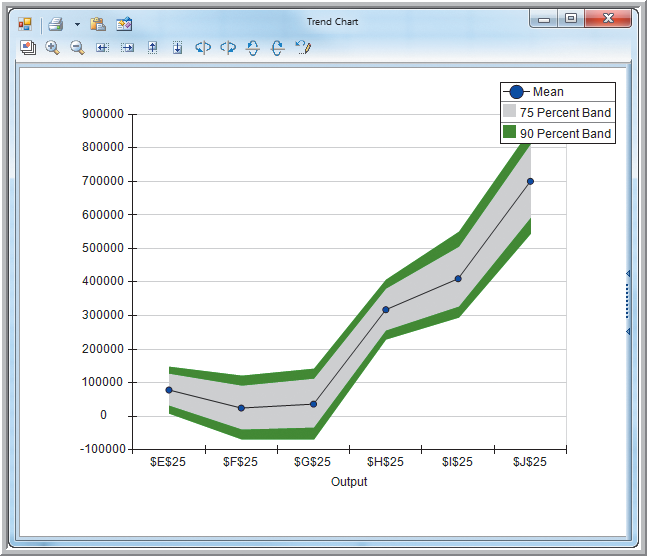 Trend Chart
Mean
75 Percent Band
90 Percent Band
900000
800000
700000
600000
500000
400000
300000
200000
100000
0
-100000
$E$25 $F$25 $G$25 $H$25 $I$25 $J$25
Output